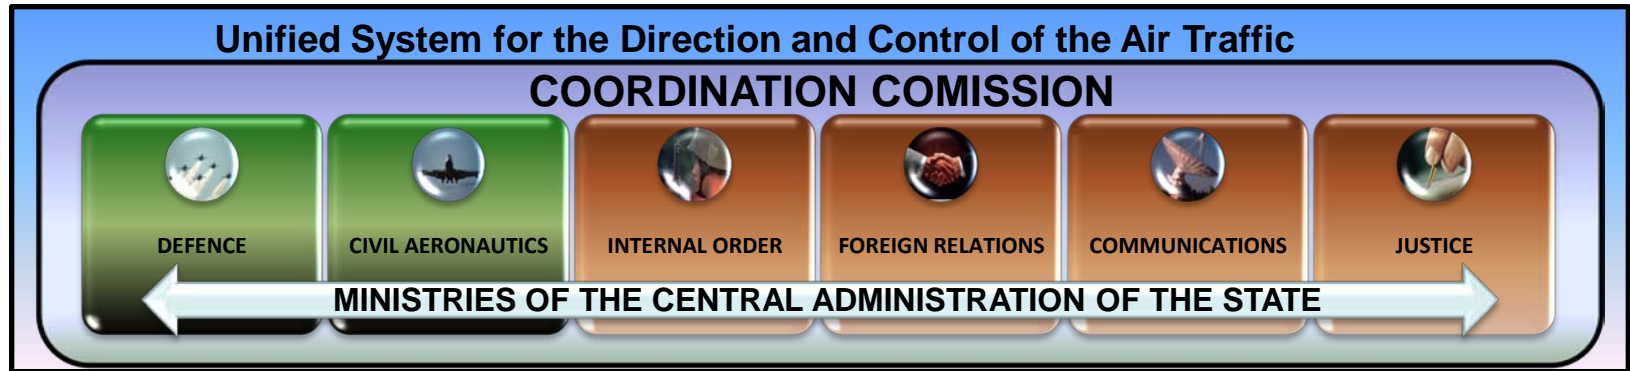 Unified System for the Direction and Control of the Air Traffic
COORDINATION COMISSION
DEFENCE
CIVIL AERONAUTICS
INTERNAL ORDER
FOREIGN RELATIONS
COMMUNICATIONS
JUSTICE
MINISTRIES OF THE CENTRAL ADMINISTRATION OF THE STATE